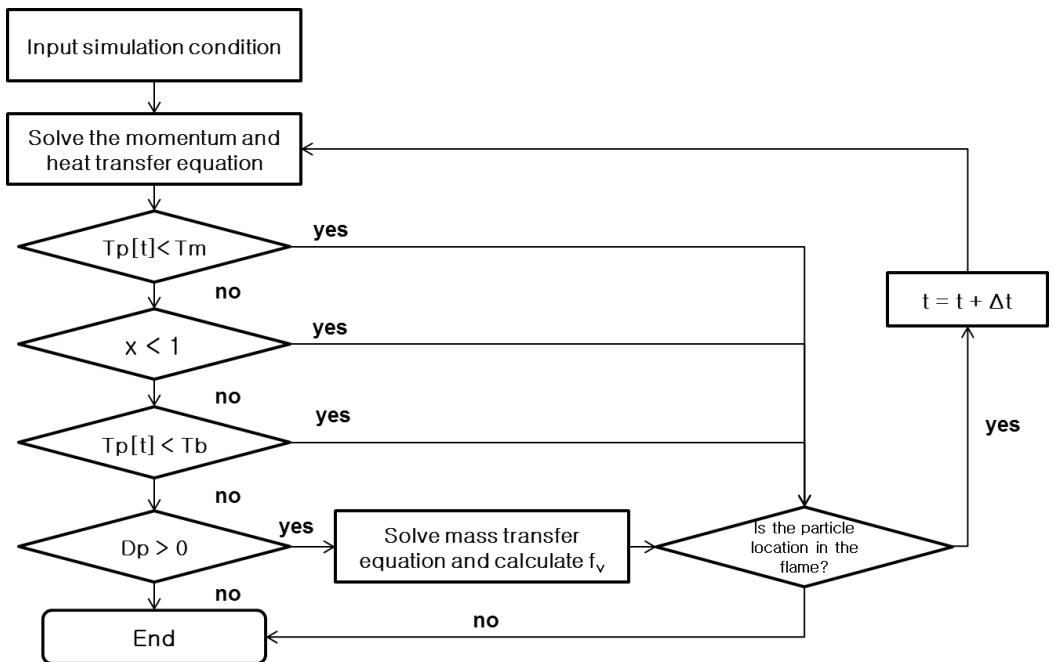 Input simulation condition
Solve the momentum and
heat transfer equation
Tp[t]<Tm
yes
no
x < 1
yes
no
Tp[t] < Tb
yes
no
Dp > 0
yes
no
Solve mass transfer
equation and calculate fᵥ
Is the particle
location in the
flame?
yes
t = t + Δt
no
End